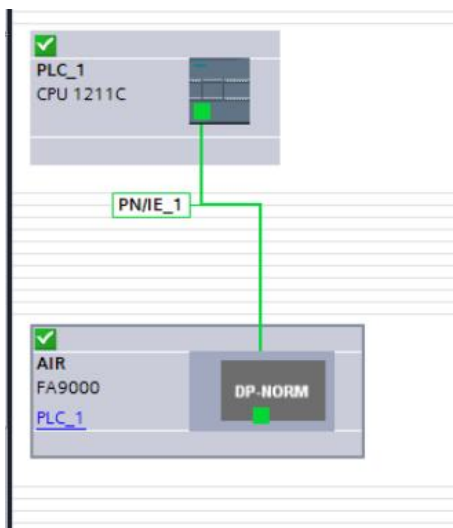 PLC_1
CPU 1211C
PN/IE_1
AIR
FA9000
DP-NORM
PLC_1